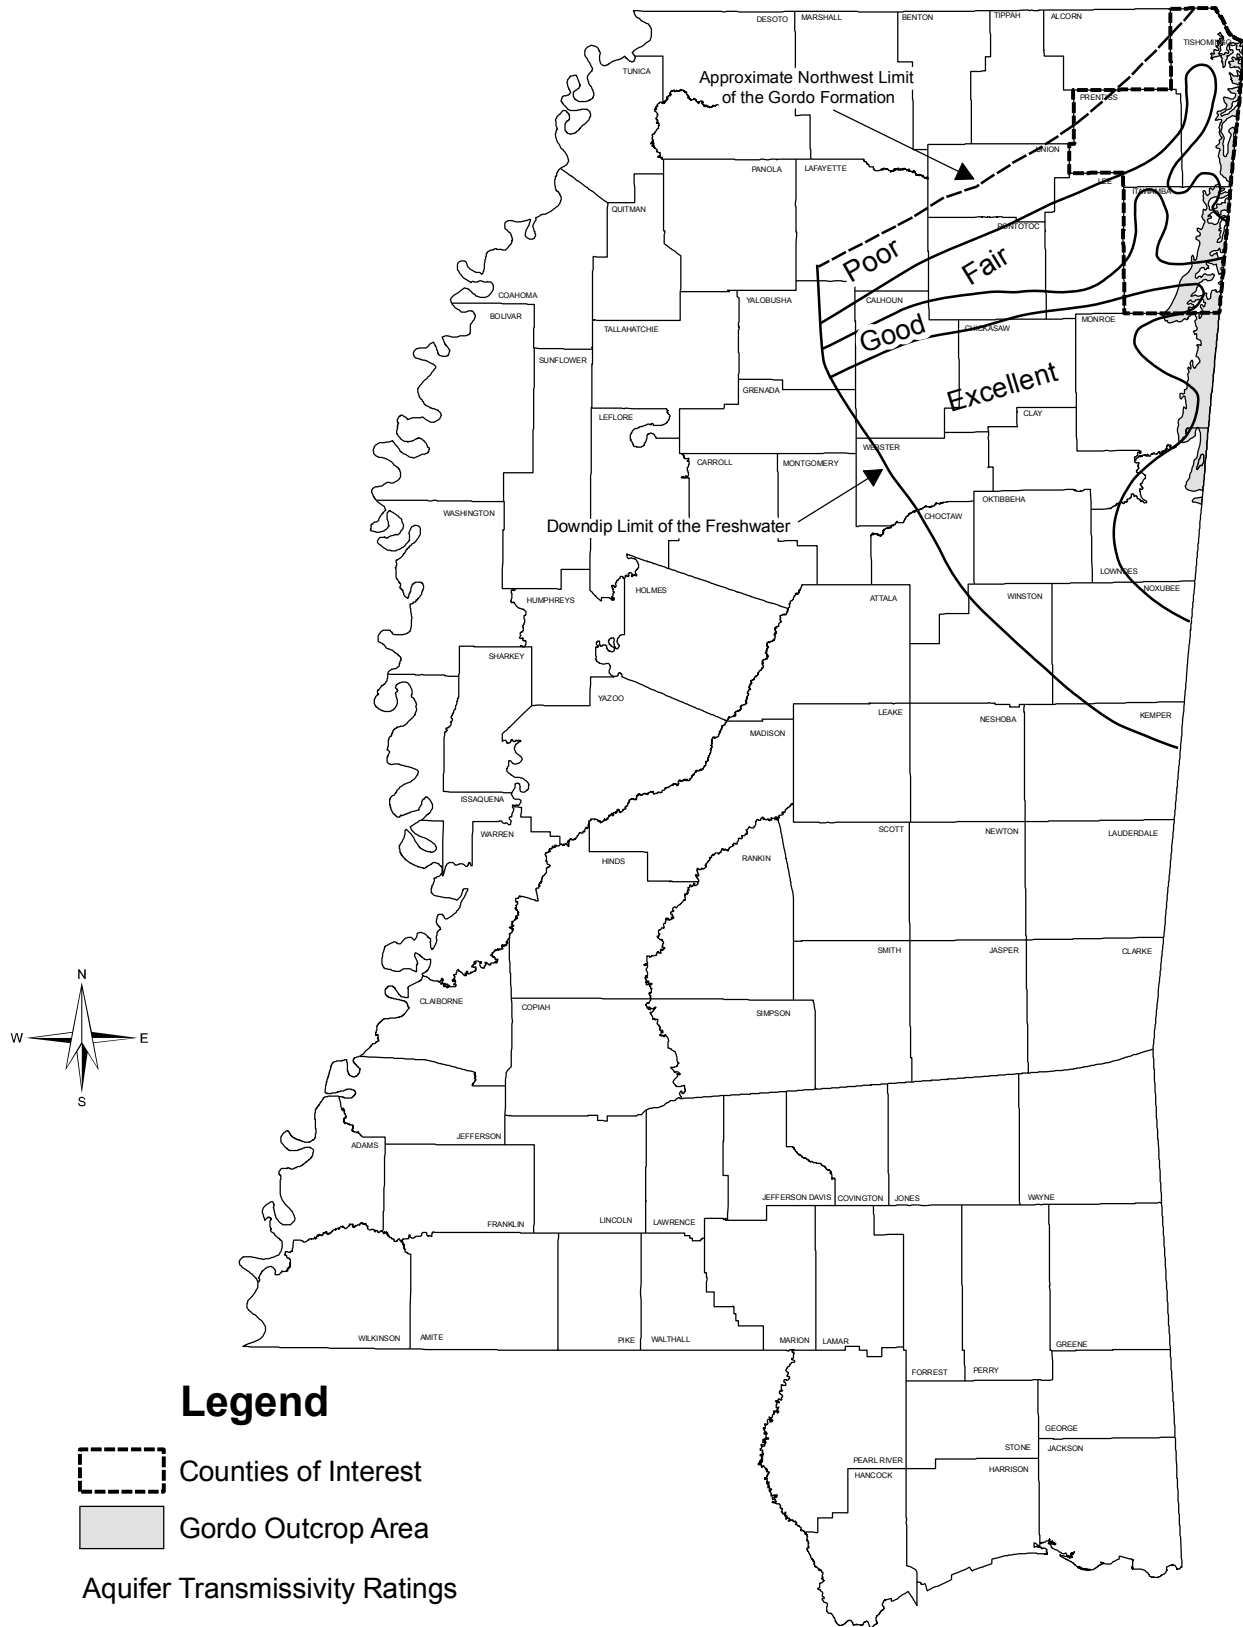 DESOTO
MARSHALL
BENTON
TIPPAH
ALCORN
TISHOMINGO
TUNICA
Approximate Northwest Limit
of the Gordo Formation
PRENTISS
UNION
PANOLA
LAFAYETTE
LEE
ITAWAMBA
QUITMAN
PONTOTOC
Poor
Fair
COAHOMA
YALOBUSHA
CALHOUN
BOLIVAR
TALLAHATCHIE
Good
CHICKASAW
MONROE
SUNFLOWER
Excellent
GRENADA
LEFLORE
CLAY
WEBSTER
CARROLL
MONTGOMERY
OKTIBBEHA
WASHINGTON
Downdip Limit of the Freshwater
CHOCTAW
LOWNDES
HOLMES
NOXUBEE
HUMPHREYS
ATTALA
WINSTON
SHARKEY
YAZOO
LEAKE
NESHOBA
KEMPER
MADISON
ISSAQUENA
WARREN
SCOTT
NEWTON
LAUDERDALE
HINDS
RANKIN
SMITH
JASPER
CLARKE
N
W
E
S
CLAIBORNE
COPIAH
SIMPSON
JEFFERSON
ADAMS
JEFFERSON DAVIS
COVINGTON
JONES
WAYNE
FRANKLIN
LINCOLN
LAWRENCE
WILKINSON
AMITE
PIKE
WALTHALL
MARION
LAMAR
GREENE
FORREST
PERRY
Legend
GEORGE
STONE
JACKSON
PEARL RIVER
HANCOCK
HARRISON
Counties of Interest
Gordo Outcrop Area
Aquifer Transmissivity Ratings